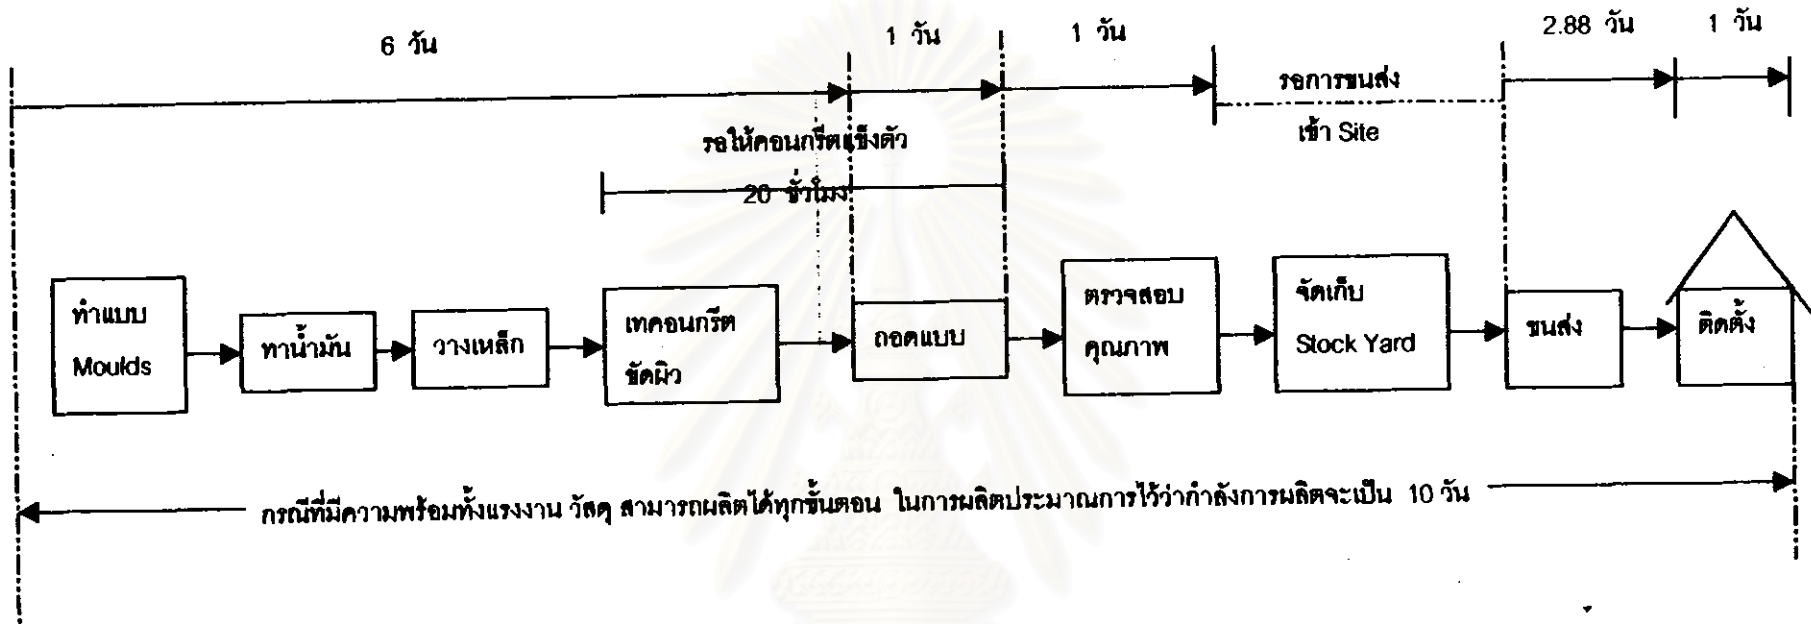 6 วัน
1 วัน
1 วัน
2.88 วัน
1 วัน
รอการขนส่ง
เข้า Site
รอให้คอนกรีตแข็งตัว
20 ชั่วโมง
ทำแบบ
Moulds
ทาน้ำมัน
วางเหล็ก
เทคอนกรีต
ขัดผิว
ถอดแบบ
ตรวจสอบ
คุณภาพ
จัดเก็บ
Stock Yard
ขนส่ง
ติดตั้ง
กรณีที่มีความพร้อมทั้งแรงงาน วัสดุ สามารถผลิตได้ทุกขั้นตอน ในการผลิตประมาณการไว้ว่ากำลังการผลิตจะเป็น 10 วัน